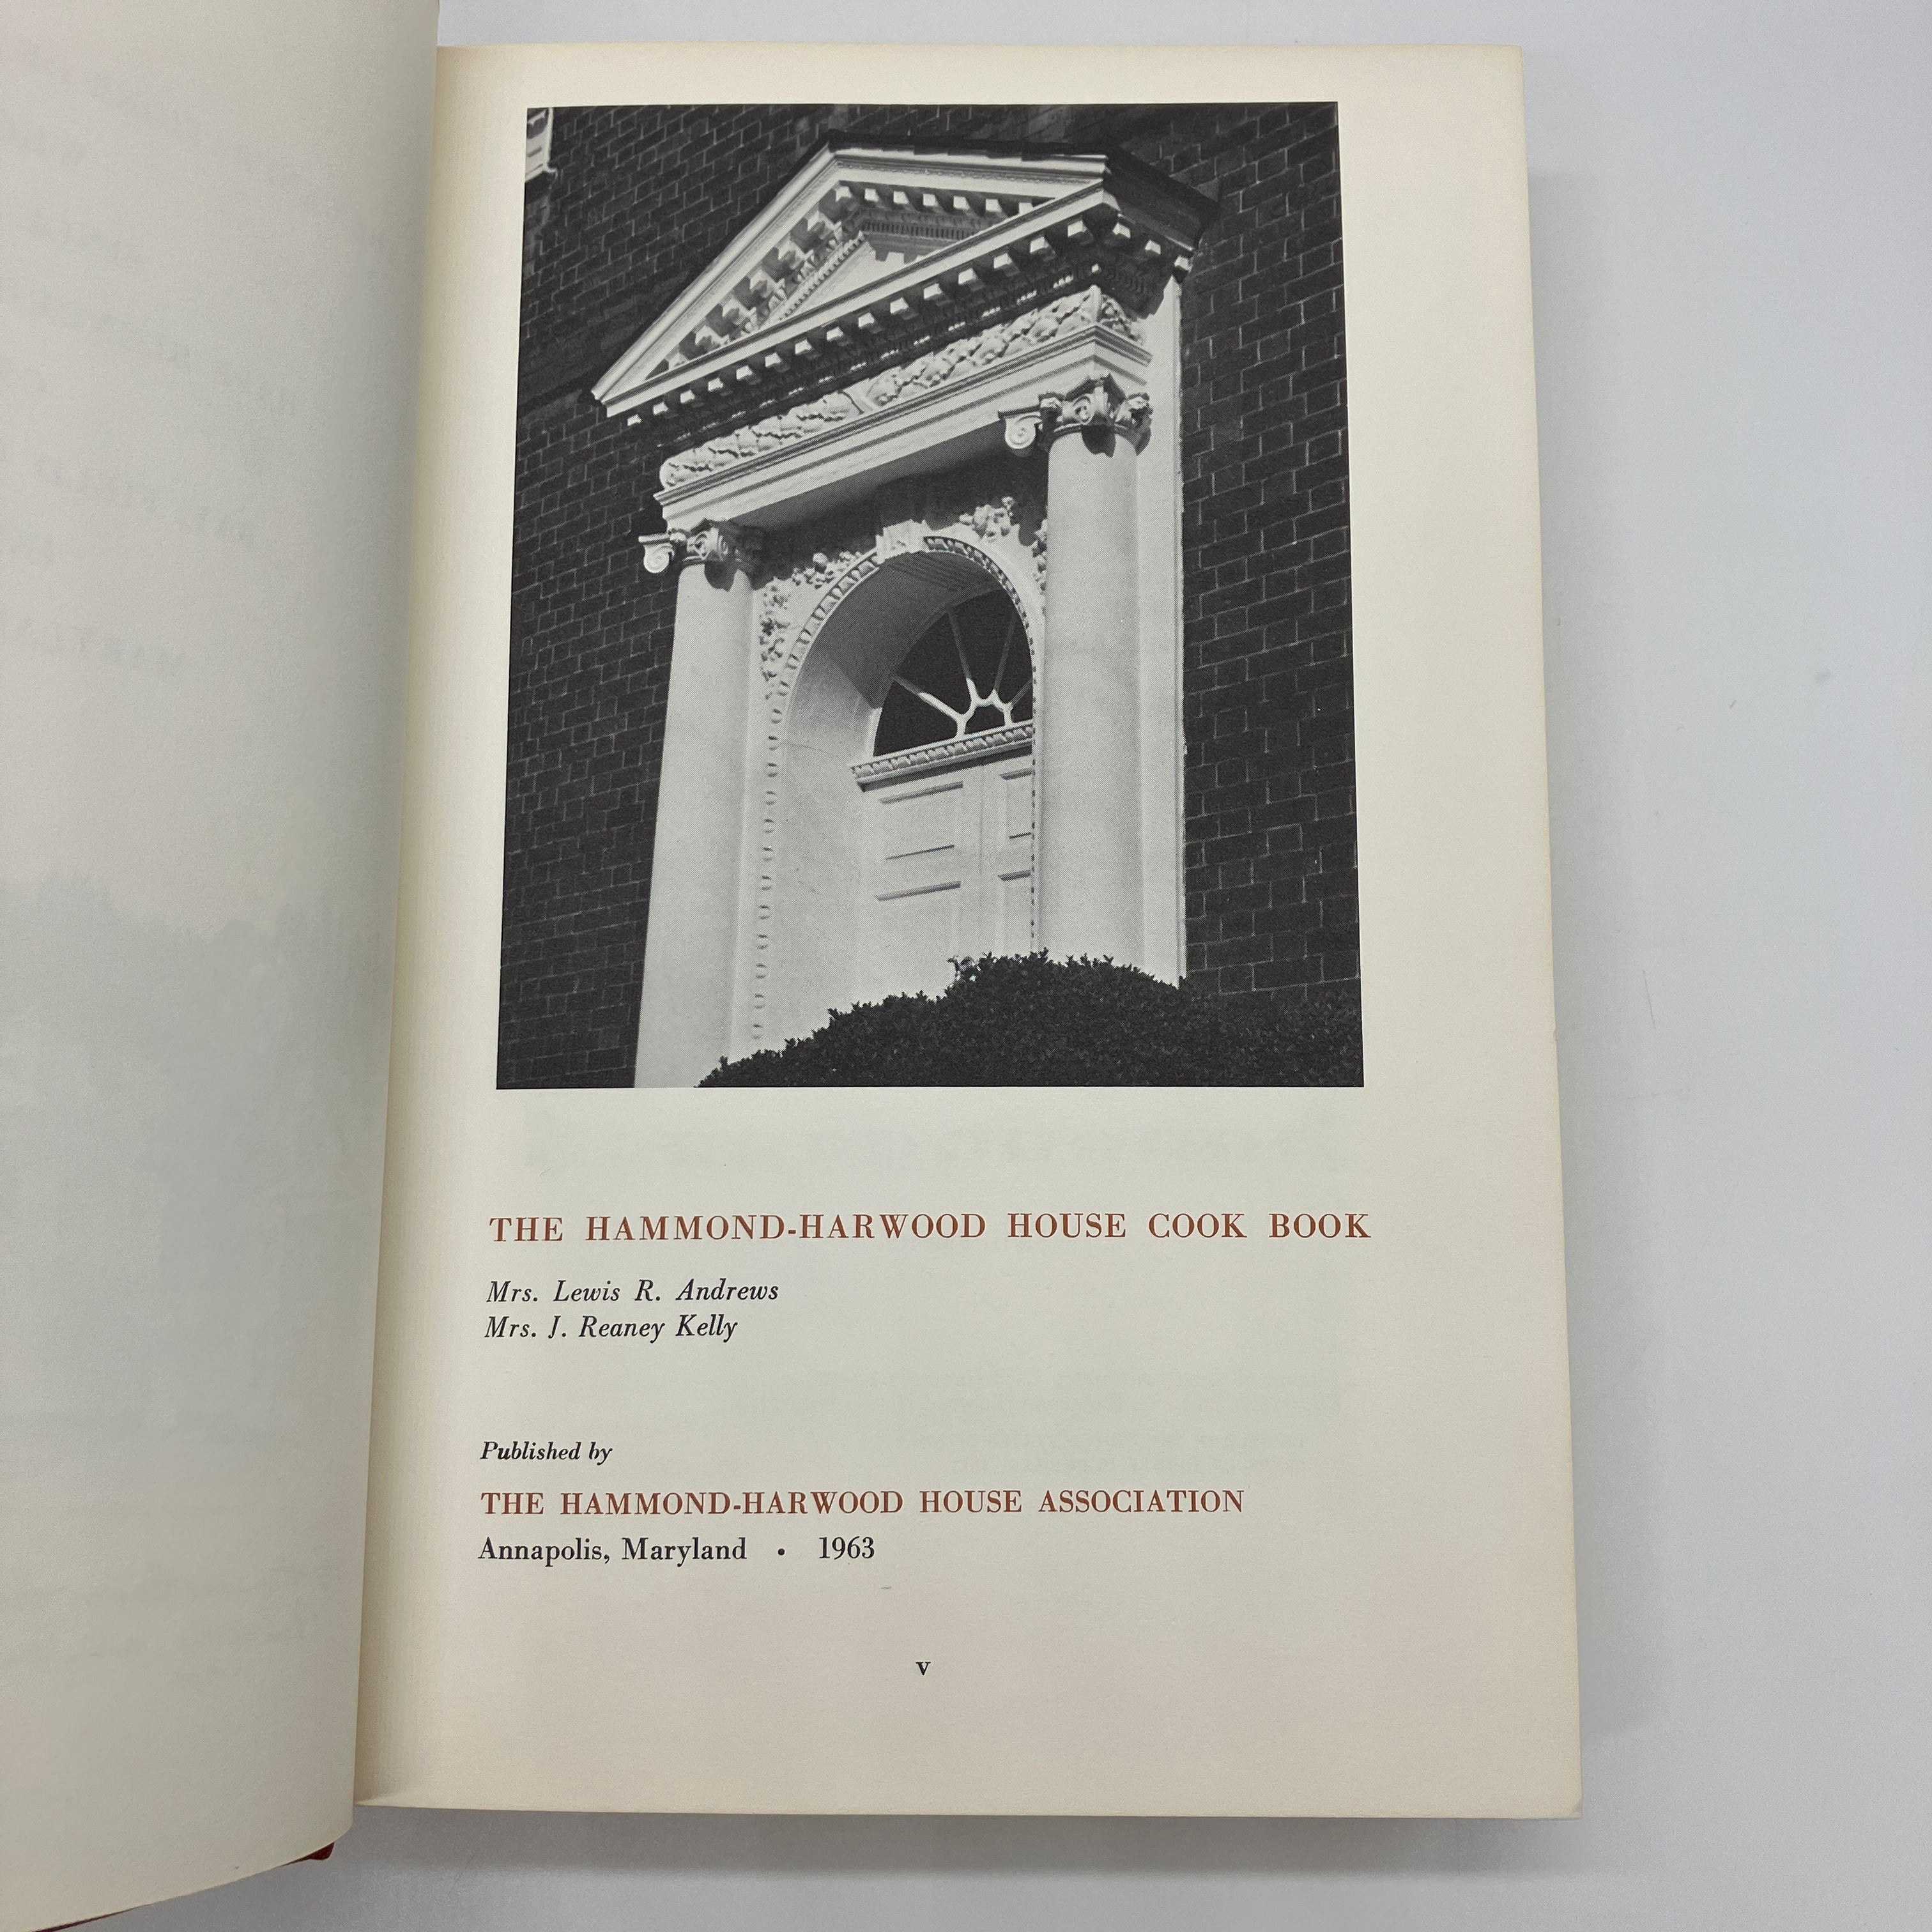 THE HAMMOND-HARWOOD HOUSE COOK BOOK
Mrs. Lewis R. Andrews
Mrs. J. Reaney Kelly
Published by
THE HAMMOND-HARWOOD HOUSE ASSOCIATION
Annapolis, Maryland • 1963
v